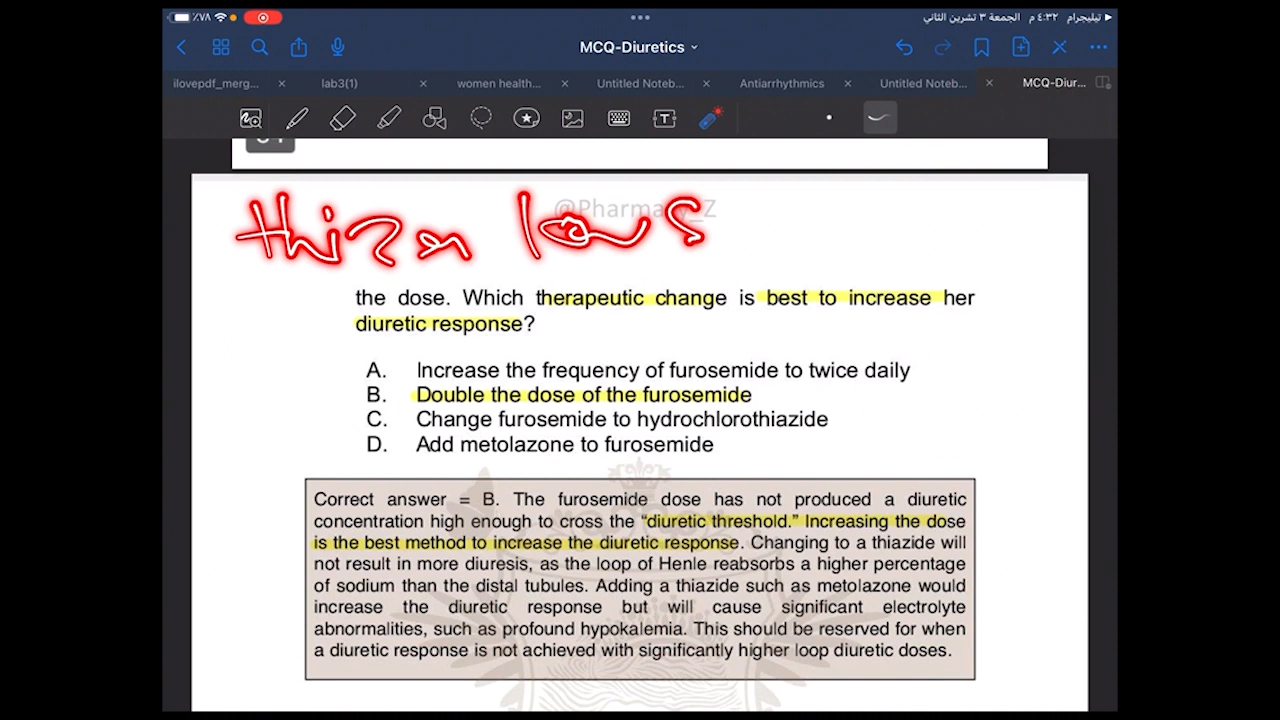 ٪٧٨
تيليجرام ٤:٣٢ م الجمعة ٣ تشرين الثاني
MCQ-Diuretics
ilovepdf_merg... lab3(1) women health... Untitled Noteb... Antiarrhythmics Untitled Noteb... MCQ-Diur...
the dose. Which therapeutic change is best to increase her
diuretic response?
A. Increase the frequency of furosemide to twice daily
B. Double the dose of the furosemide
C. Change furosemide to hydrochlorothiazide
D. Add metolazone to furosemide
Correct answer = B. The furosemide dose has not produced a diuretic
concentration high enough to cross the “diuretic threshold.” Increasing the dose
is the best method to increase the diuretic response. Changing to a thiazide will
not result in more diuresis, as the loop of Henle reabsorbs a higher percentage
of sodium than the distal tubules. Adding a thiazide such as metolazone would
increase the diuretic response but will cause significant electrolyte
abnormalities, such as profound hypokalemia. This should be reserved for when
a diuretic response is not achieved with significantly higher loop diuretic doses.